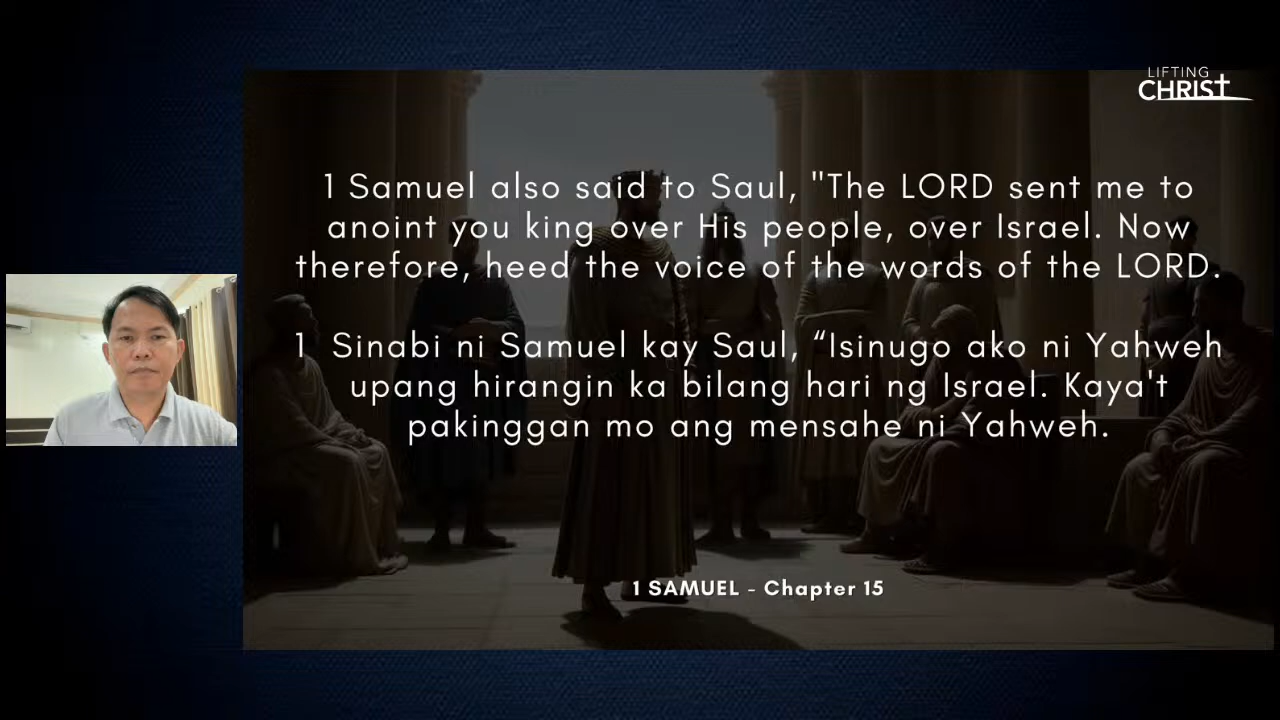 LIFTING
CHRIST
1 Samuel also said to Saul, "The LORD sent me to
anoint you king over His people, over Israel. Now
therefore, heed the voice of the words of the LORD.
1 Sinabi ni Samuel kay Saul, “Isinugo ako ni Yahweh
upang hirangin ka bilang hari ng Israel. Kaya't
pakinggan mo ang mensahe ni Yahweh.
1 SAMUEL - Chapter 15